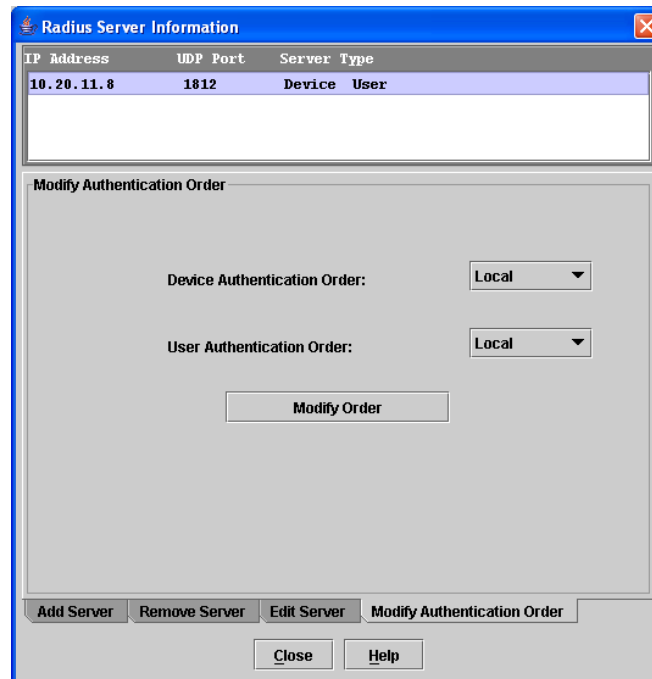 Radius Server Information
IP Address UDP Port Server Type
10.20.11.8 1812 Device User
Modify Authentication Order
Device Authentication Order: Local
User Authentication Order: Local
Modify Order
Add Server Remove Server Edit Server Modify Authentication Order
Close Help